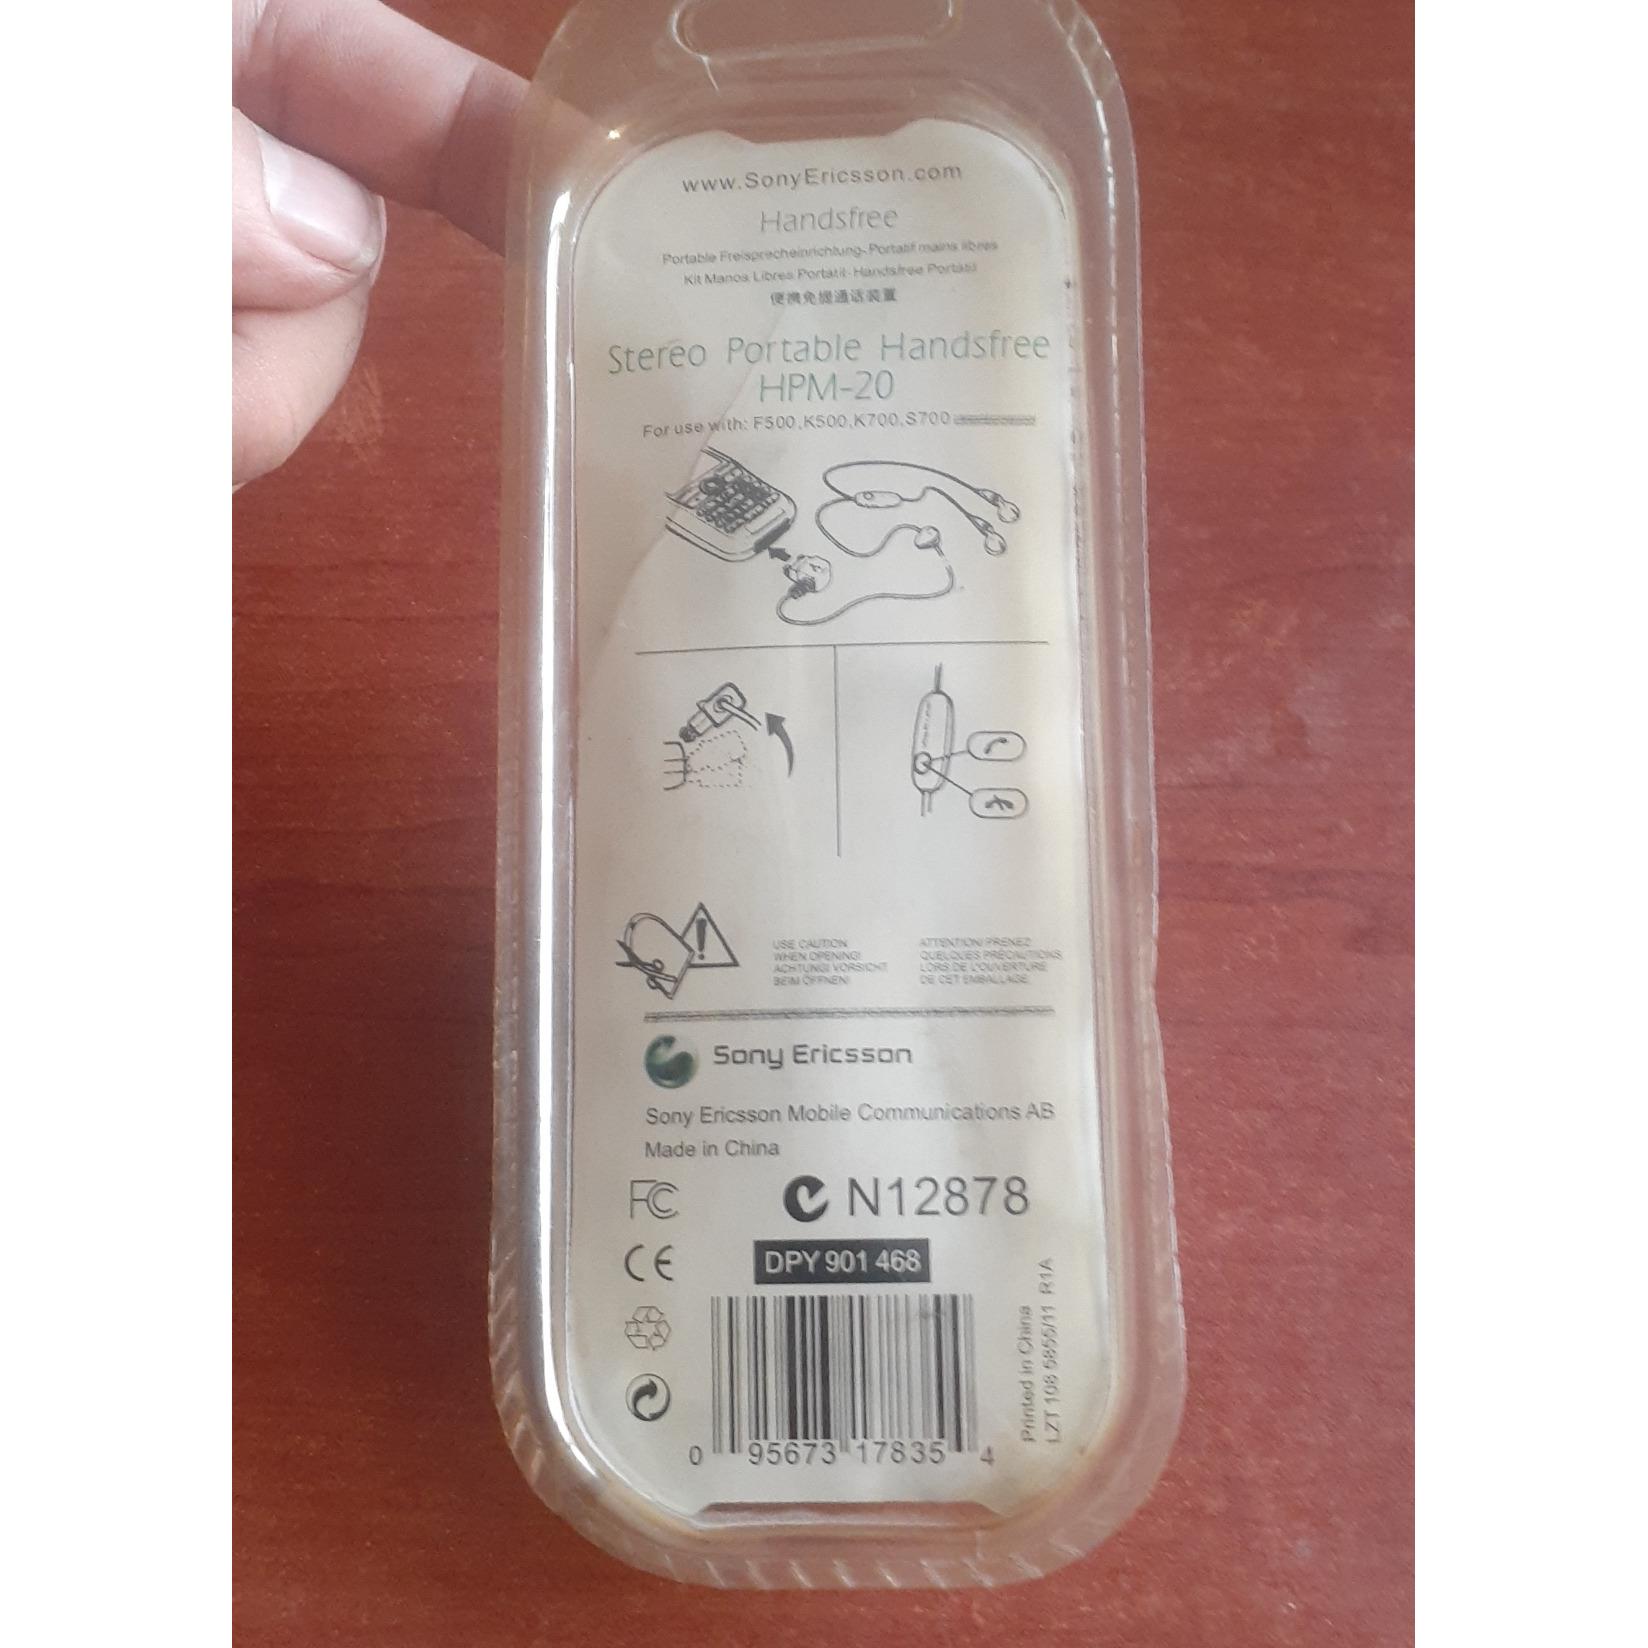 www.SonyEricsson.com
Handsfree
Portable Freisprecheinrichtung-Portatif mains libres
Kit Manos Libres Portátil-Handsfree Portátil
便携免提通话装置
Stereo Portable Handsfree
HPM-20
For use with: F500,K500,K700,S700
USE CAUTION
WHEN OPENING!
ACHTUNG! VORSICHT
BEIM ÖFFNEN!
ATTENTION! PRENEZ
QUELQUES PRÉCAUTIONS
LORS DE L'OUVERTURE
DE CET EMBALLAGE.
Sony Ericsson
Sony Ericsson Mobile Communications AB
Made in China
FC
N12878
CE
DPY 901 468
0 95673 17835 4
Printed in China
LZT 108 5855/11 R1A